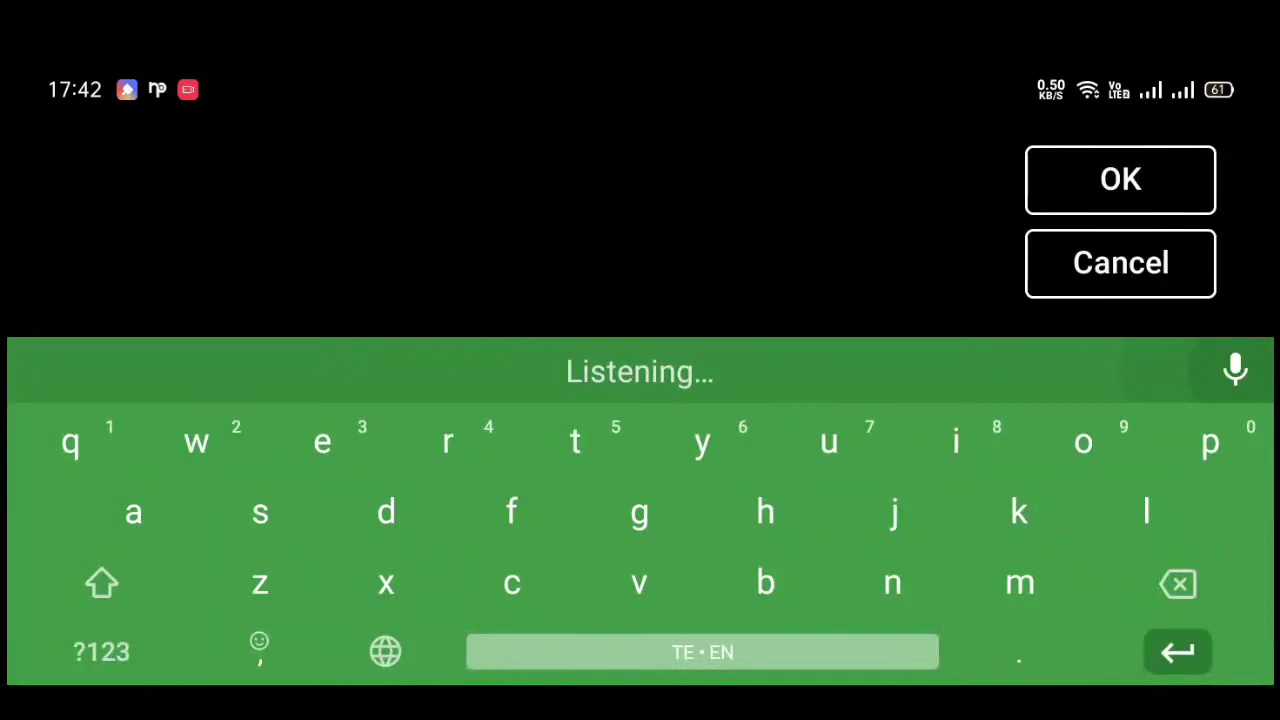 17:42 np 0.50 KB/S Vo LTE2 61
OK
Cancel
Listening...
q 1 w 2 e 3 r 4 t 5 y 6 u 7 i 8 o 9 p 0
a s d f g h j k l
z x c v b n m
?123 , TE • EN .